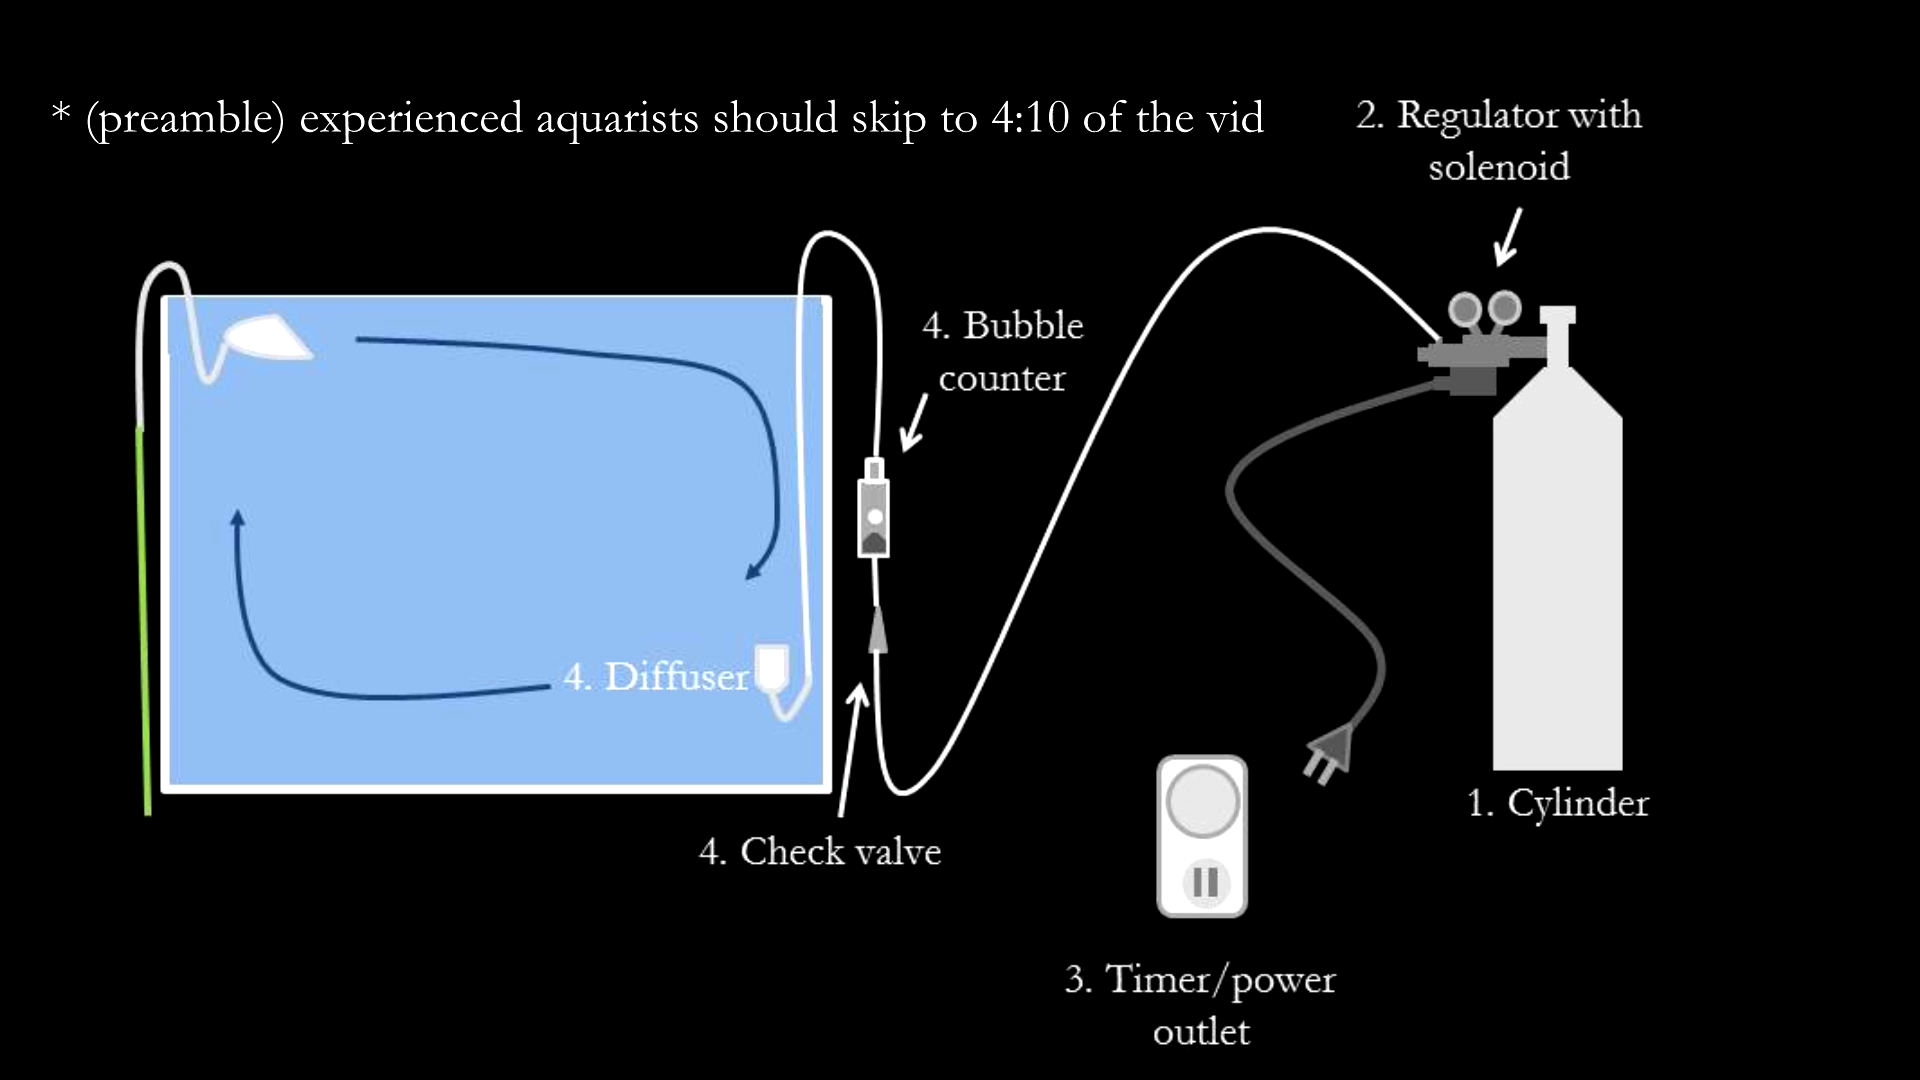 * (preamble) experienced aquarists should skip to 4:10 of the vid
2. Regulator with
solenoid
4. Bubble
counter
4. Diffuser
1. Cylinder
4. Check valve
3. Timer/power
outlet